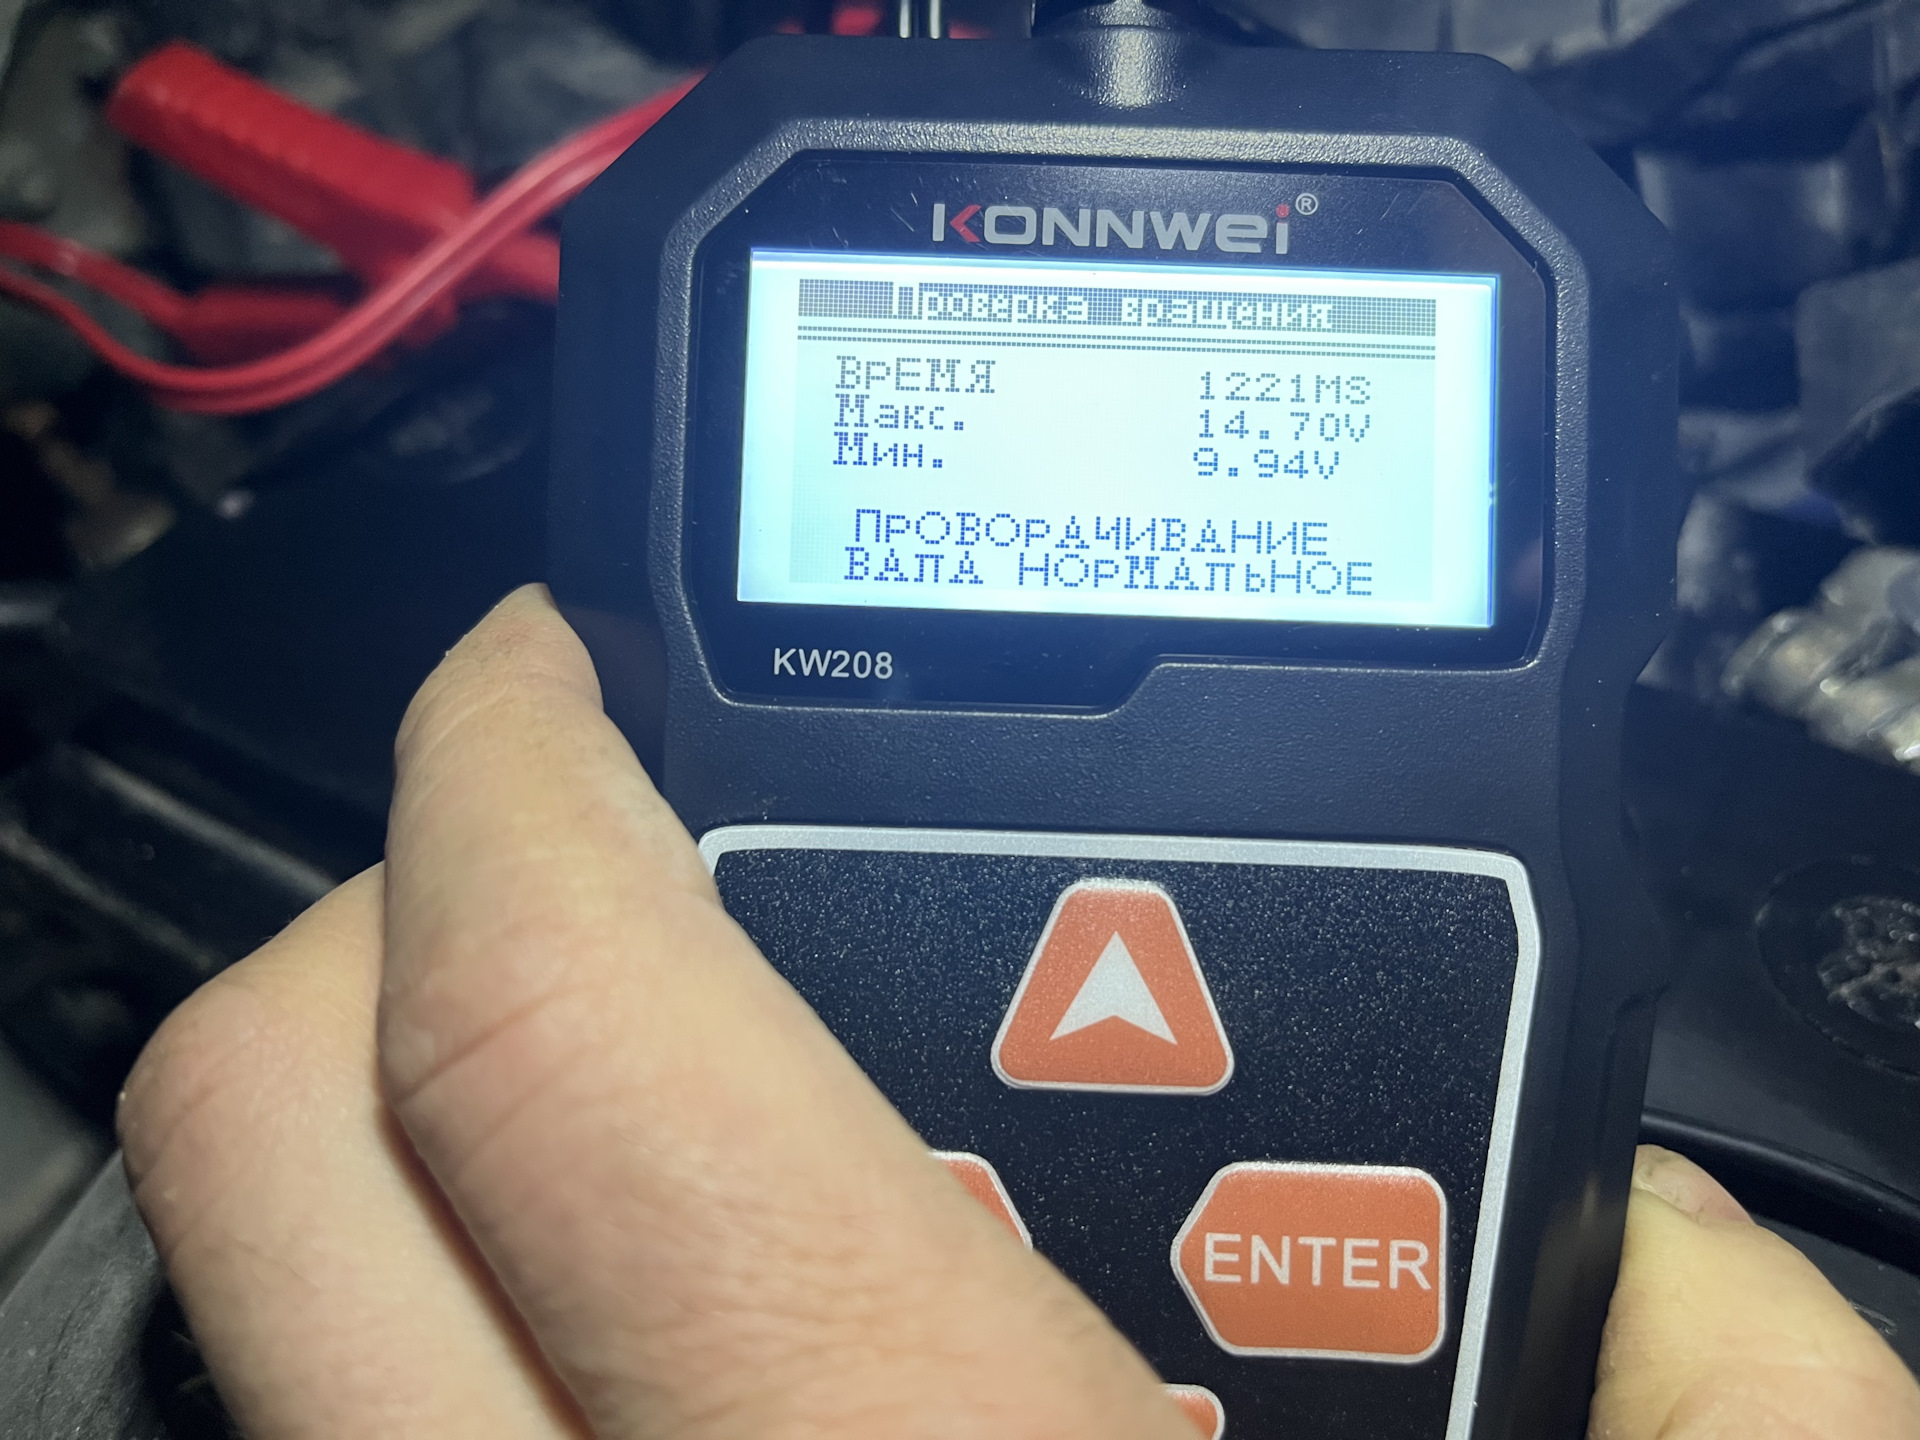 KONNWEI®
Проверка вращения
ВРЕМЯ 1221MS
Макс. 14.70V
Мин. 9.94V
ПРОВОРАЧИВАНИЕ
ВАЛА НОРМАЛЬНОЕ
KW208
ENTER